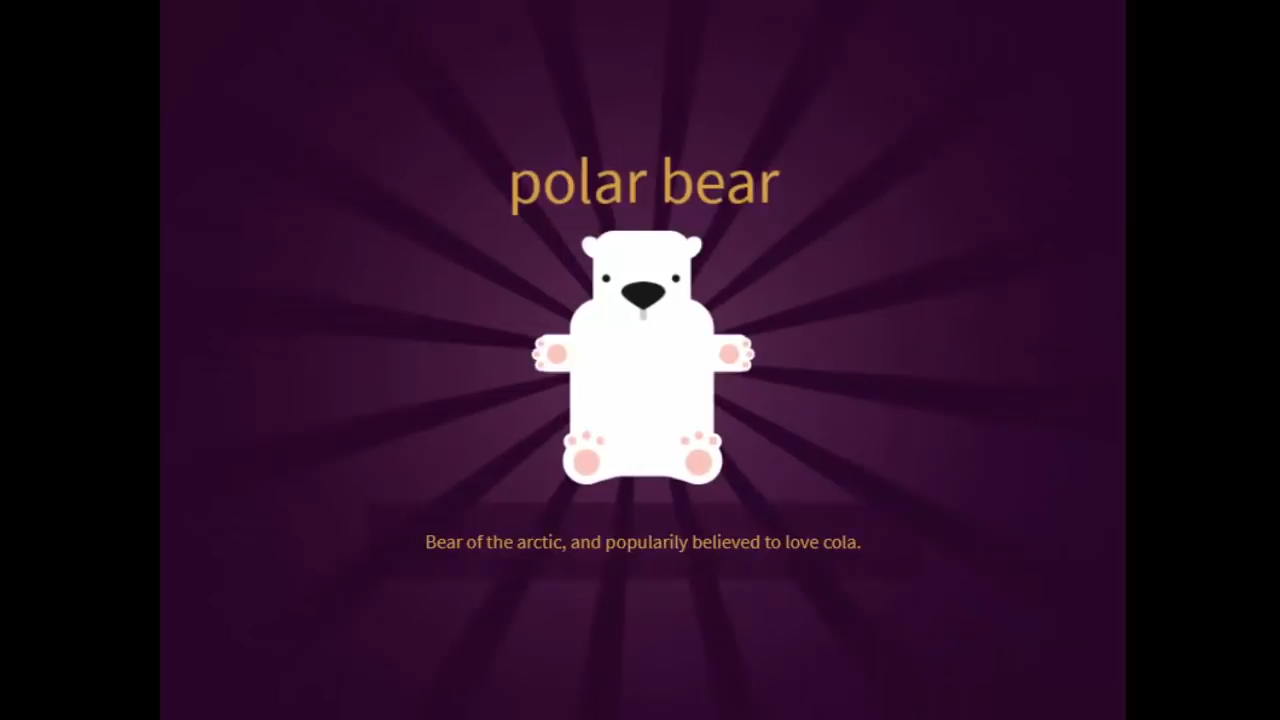 polar bear
Bear of the arctic, and popularily believed to love cola.